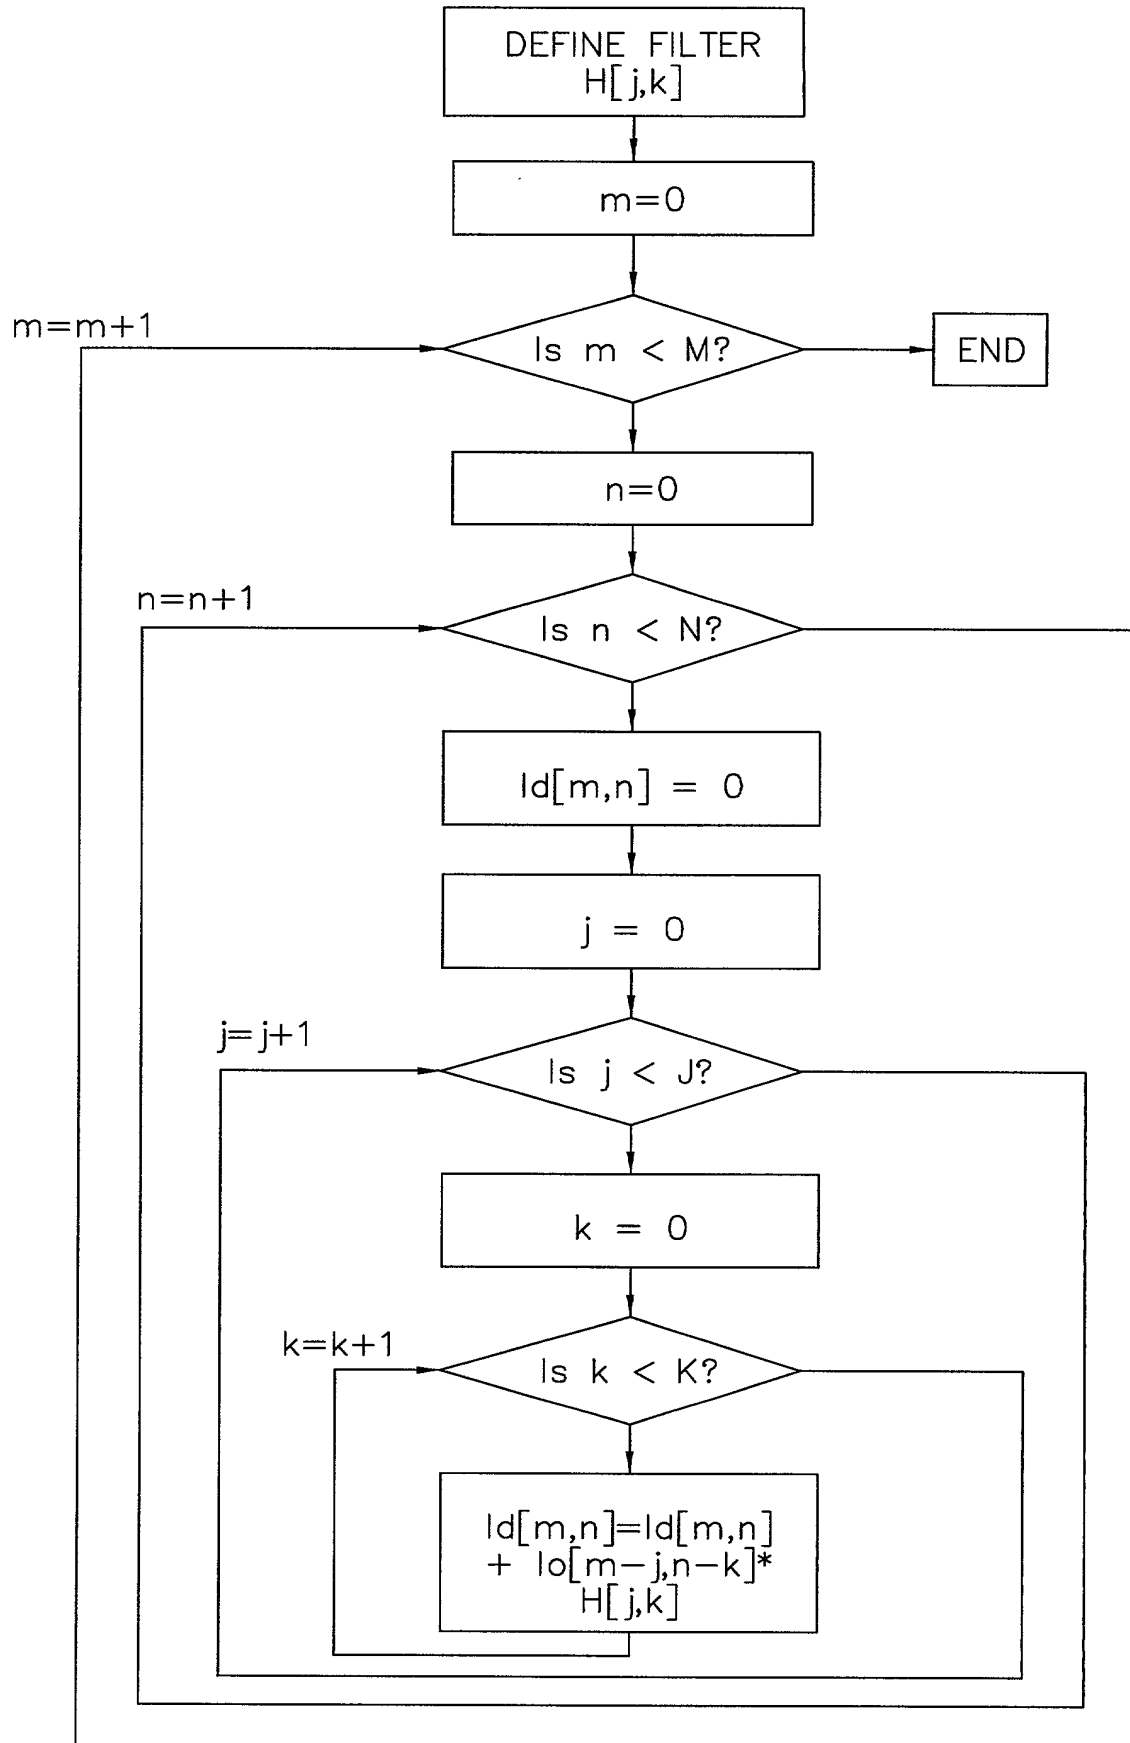 DEFINE FILTER
H[j,k]
m=0
m=m+1
Is m < M?
END
n=0
n=n+1
Is n < N?
Id[m,n] = 0
j = 0
j=j+1
Is j < J?
k = 0
k=k+1
Is k < K?
Id[m,n]=Id[m,n]
+ Io[m-j,n-k]*
H[j,k]